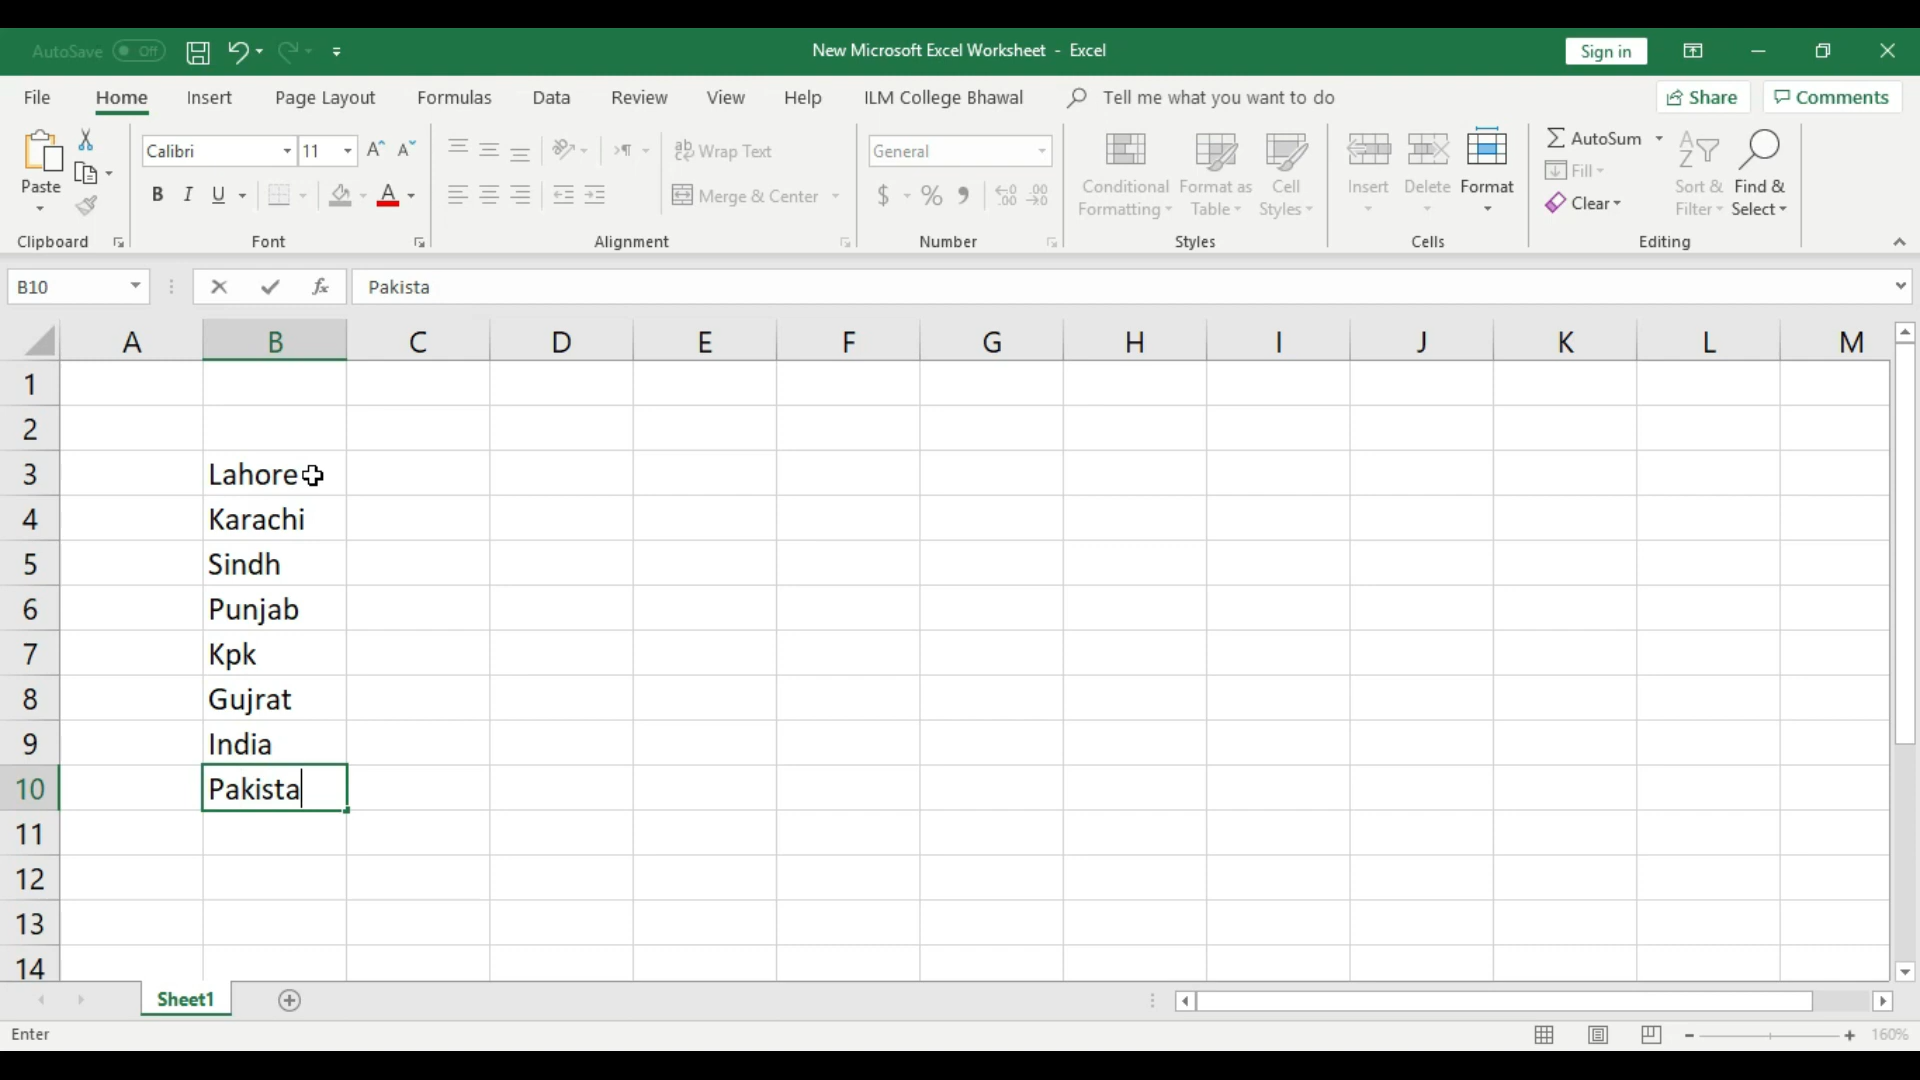 AutoSave Off
New Microsoft Excel Worksheet - Excel
Sign in
File Home Insert Page Layout Formulas Data Review View Help ILM College Bhawal Tell me what you want to do Share Comments
Paste
Clipboard
Calibri 11
B I U A
Font
Wrap Text
Merge & Center
Alignment
General
$ % 9
Number
Conditional Formatting
Format as Table
Cell Styles
Styles
Insert
Delete
Format
Cells
AutoSum
Fill
Clear
Sort & Filter
Find & Select
Editing
B10 fx Pakista
A B C D E F G H I J K L M
1
2
3 Lahore
4 Karachi
5 Sindh
6 Punjab
7 Kpk
8 Gujrat
9 India
10 Pakista
11
12
13
14
Sheet1
Enter 160%